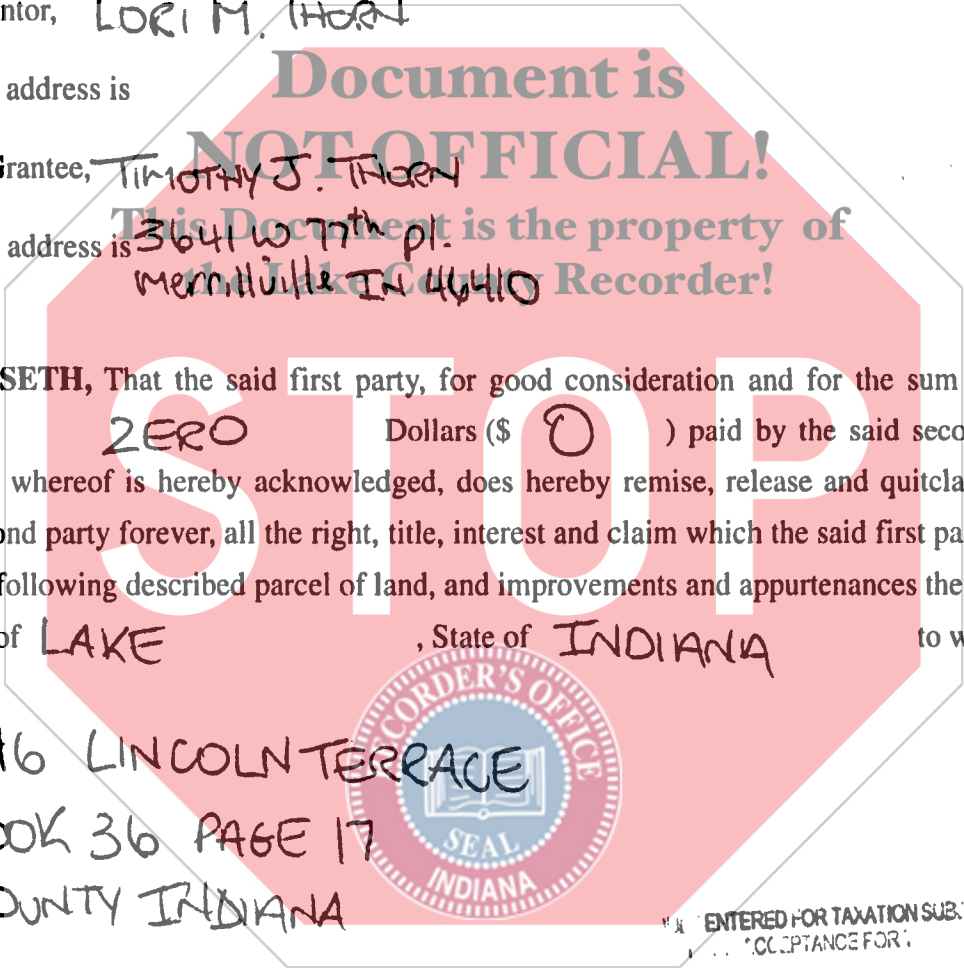 ntor, LORI M. THORN
Document is
address is
NOT OFFICIAL!
Grantee, TIMOTHY J. THORN
This Document is the property of
address is 3641 W 77th pl.
the Lake County Recorder!
Merrillville IN 46410
SETH, That the said first party, for good consideration and for the sum
ZERO Dollars ($ 0 ) paid by the said seco
whereof is hereby acknowledged, does hereby remise, release and quitcla
ond party forever, all the right, title, interest and claim which the said first pa
following described parcel of land, and improvements and appurtenances the
of LAKE , State of INDIANA to w
STOP
RECORDER'S OFFICE
SEAL
INDIANA
16 LINCOLN TERRACE
OOK 36 PAGE 17
OUNTY INDIANA
ENTERED FOR TAXATION SUB